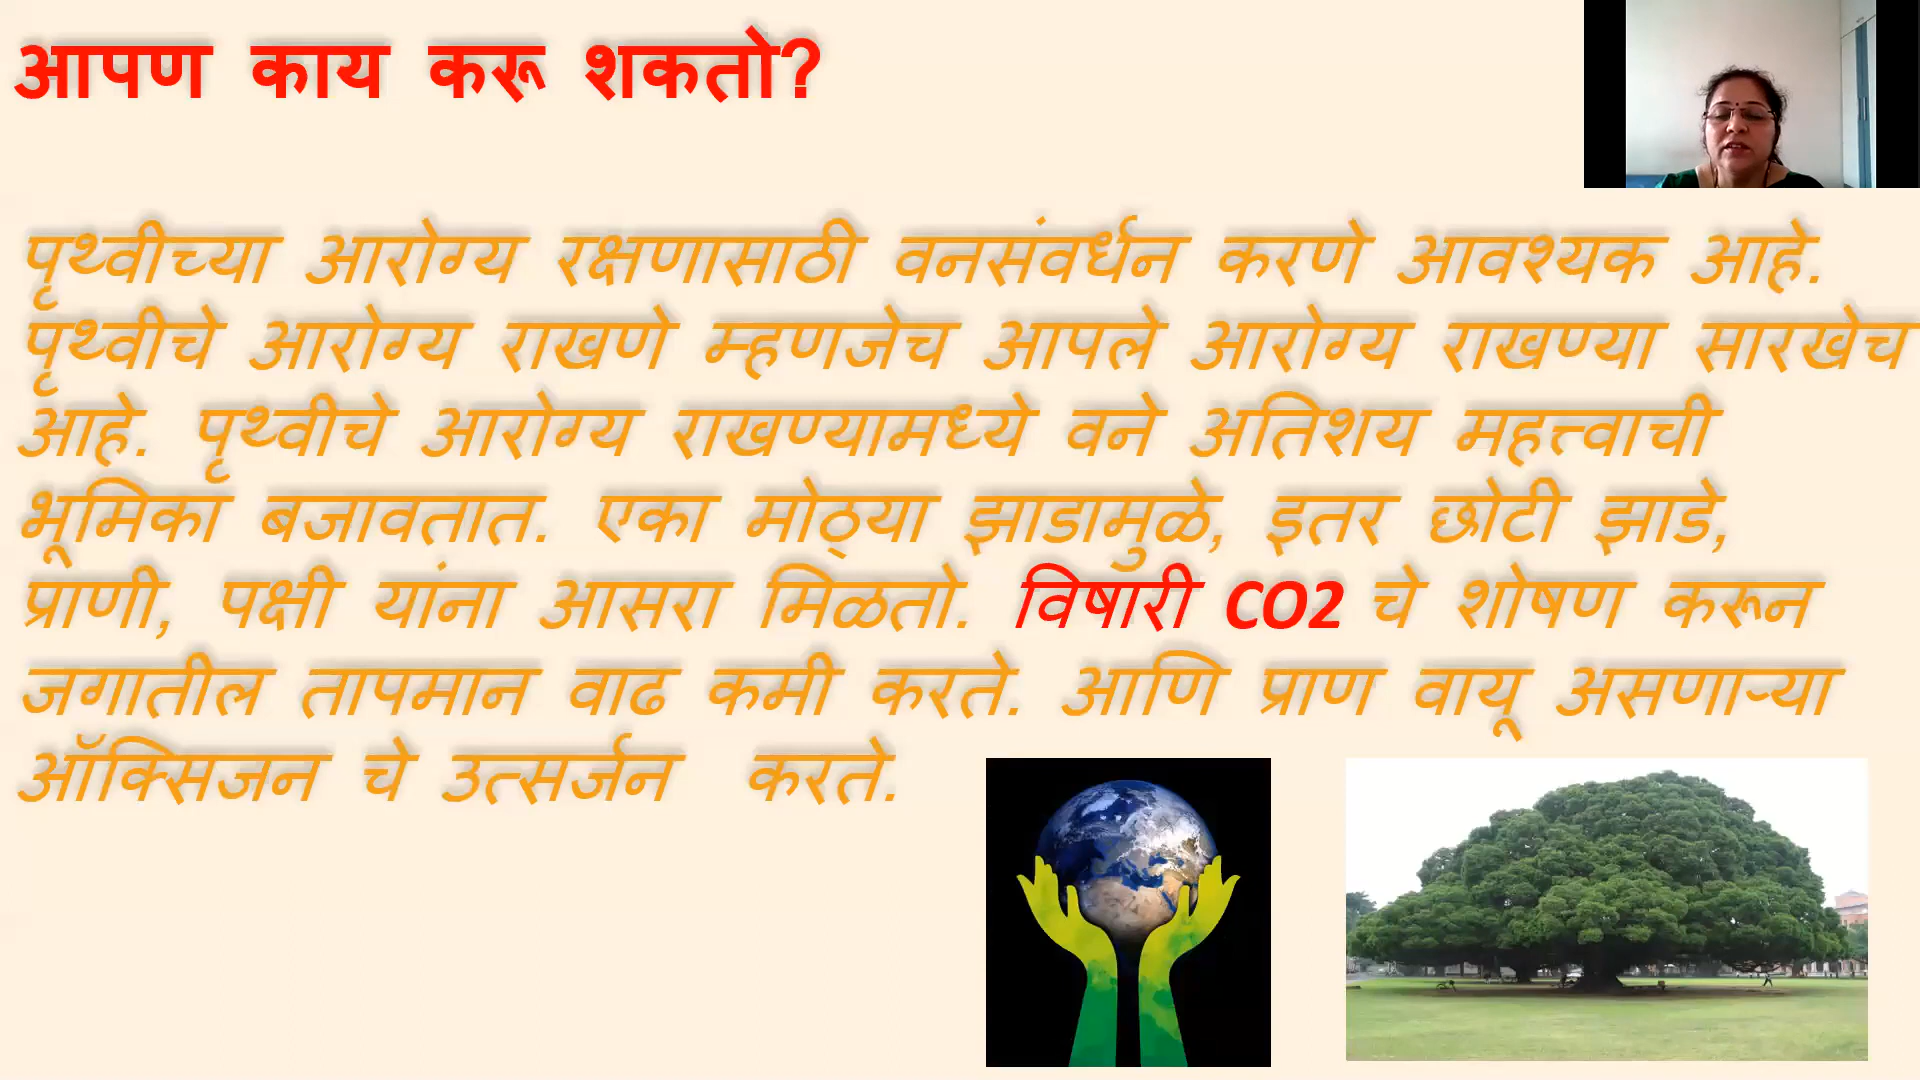 आपण काय करू शकतो?
पृथ्वीच्या आरोग्य रक्षणासाठी वनसंवर्धन करणे आवश्यक आहे.
पृथ्वीचे आरोग्य राखणे म्हणजेच आपले आरोग्य राखण्या सारखेच
आहे. पृथ्वीचे आरोग्य राखण्यामध्ये वने अतिशय महत्त्वाची
भूमिका बजावतात. एका मोठ्या झाडामुळे, इतर छोटी झाडे,
प्राणी, पक्षी यांना आसरा मिळतो. विषारी CO2 चे शोषण करून
जगातील तापमान वाढ कमी करते. आणि प्राण वायू असणाऱ्या
ऑक्सिजन चे उत्सर्जन करते.